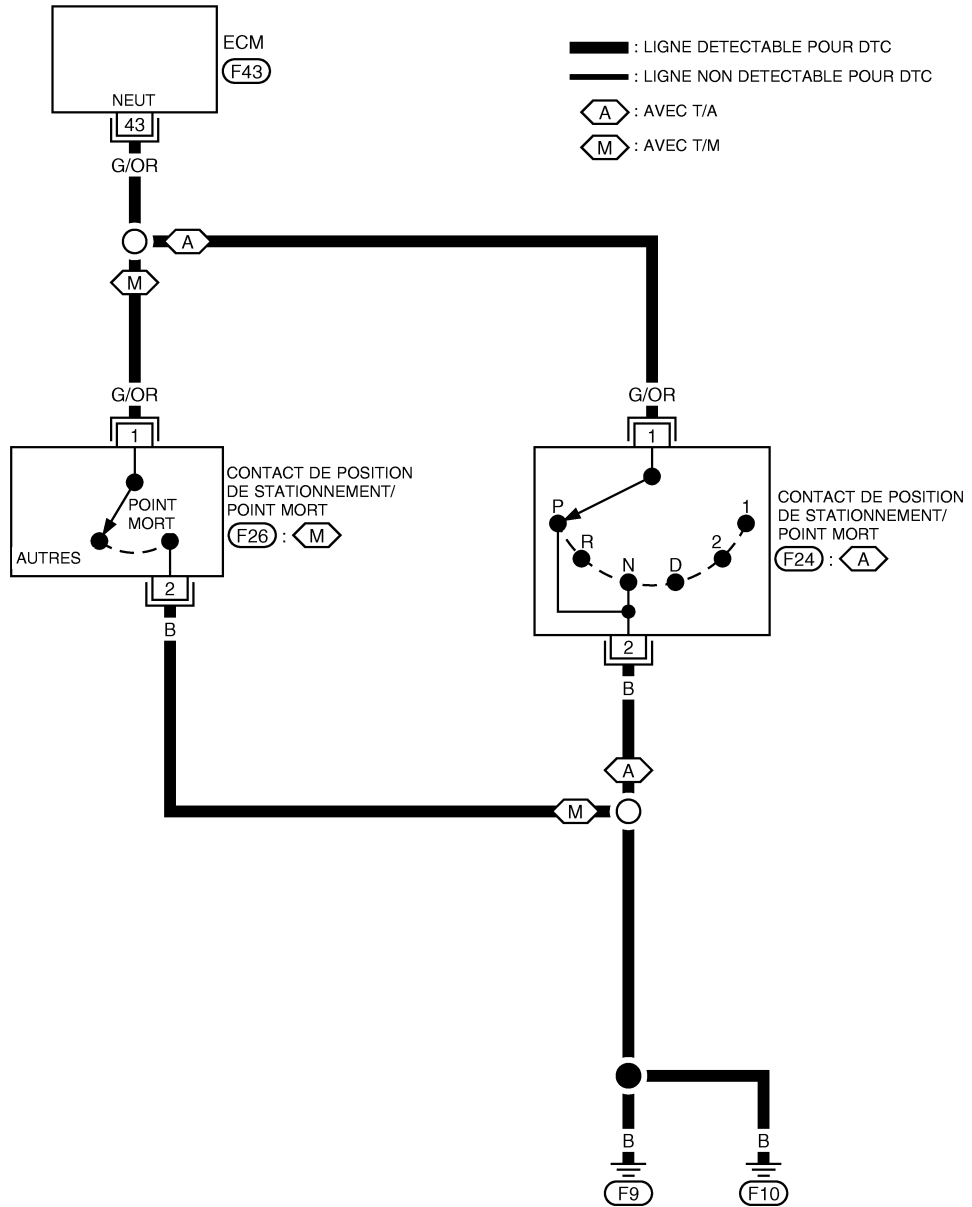 ECM
F43
NEUT
43
G/OR
: LIGNE DETECTABLE POUR DTC
: LIGNE NON DETECTABLE POUR DTC
A : AVEC T/A
M : AVEC T/M
A
M
G/OR
G/OR
1
1
POINT
MORT
AUTRES
2
CONTACT DE POSITION
DE STATIONNEMENT/
POINT MORT
F26 : M
P
R
N
D
2
1
2
CONTACT DE POSITION
DE STATIONNEMENT/
POINT MORT
F24 : A
B
B
A
M
B
B
F9
F10